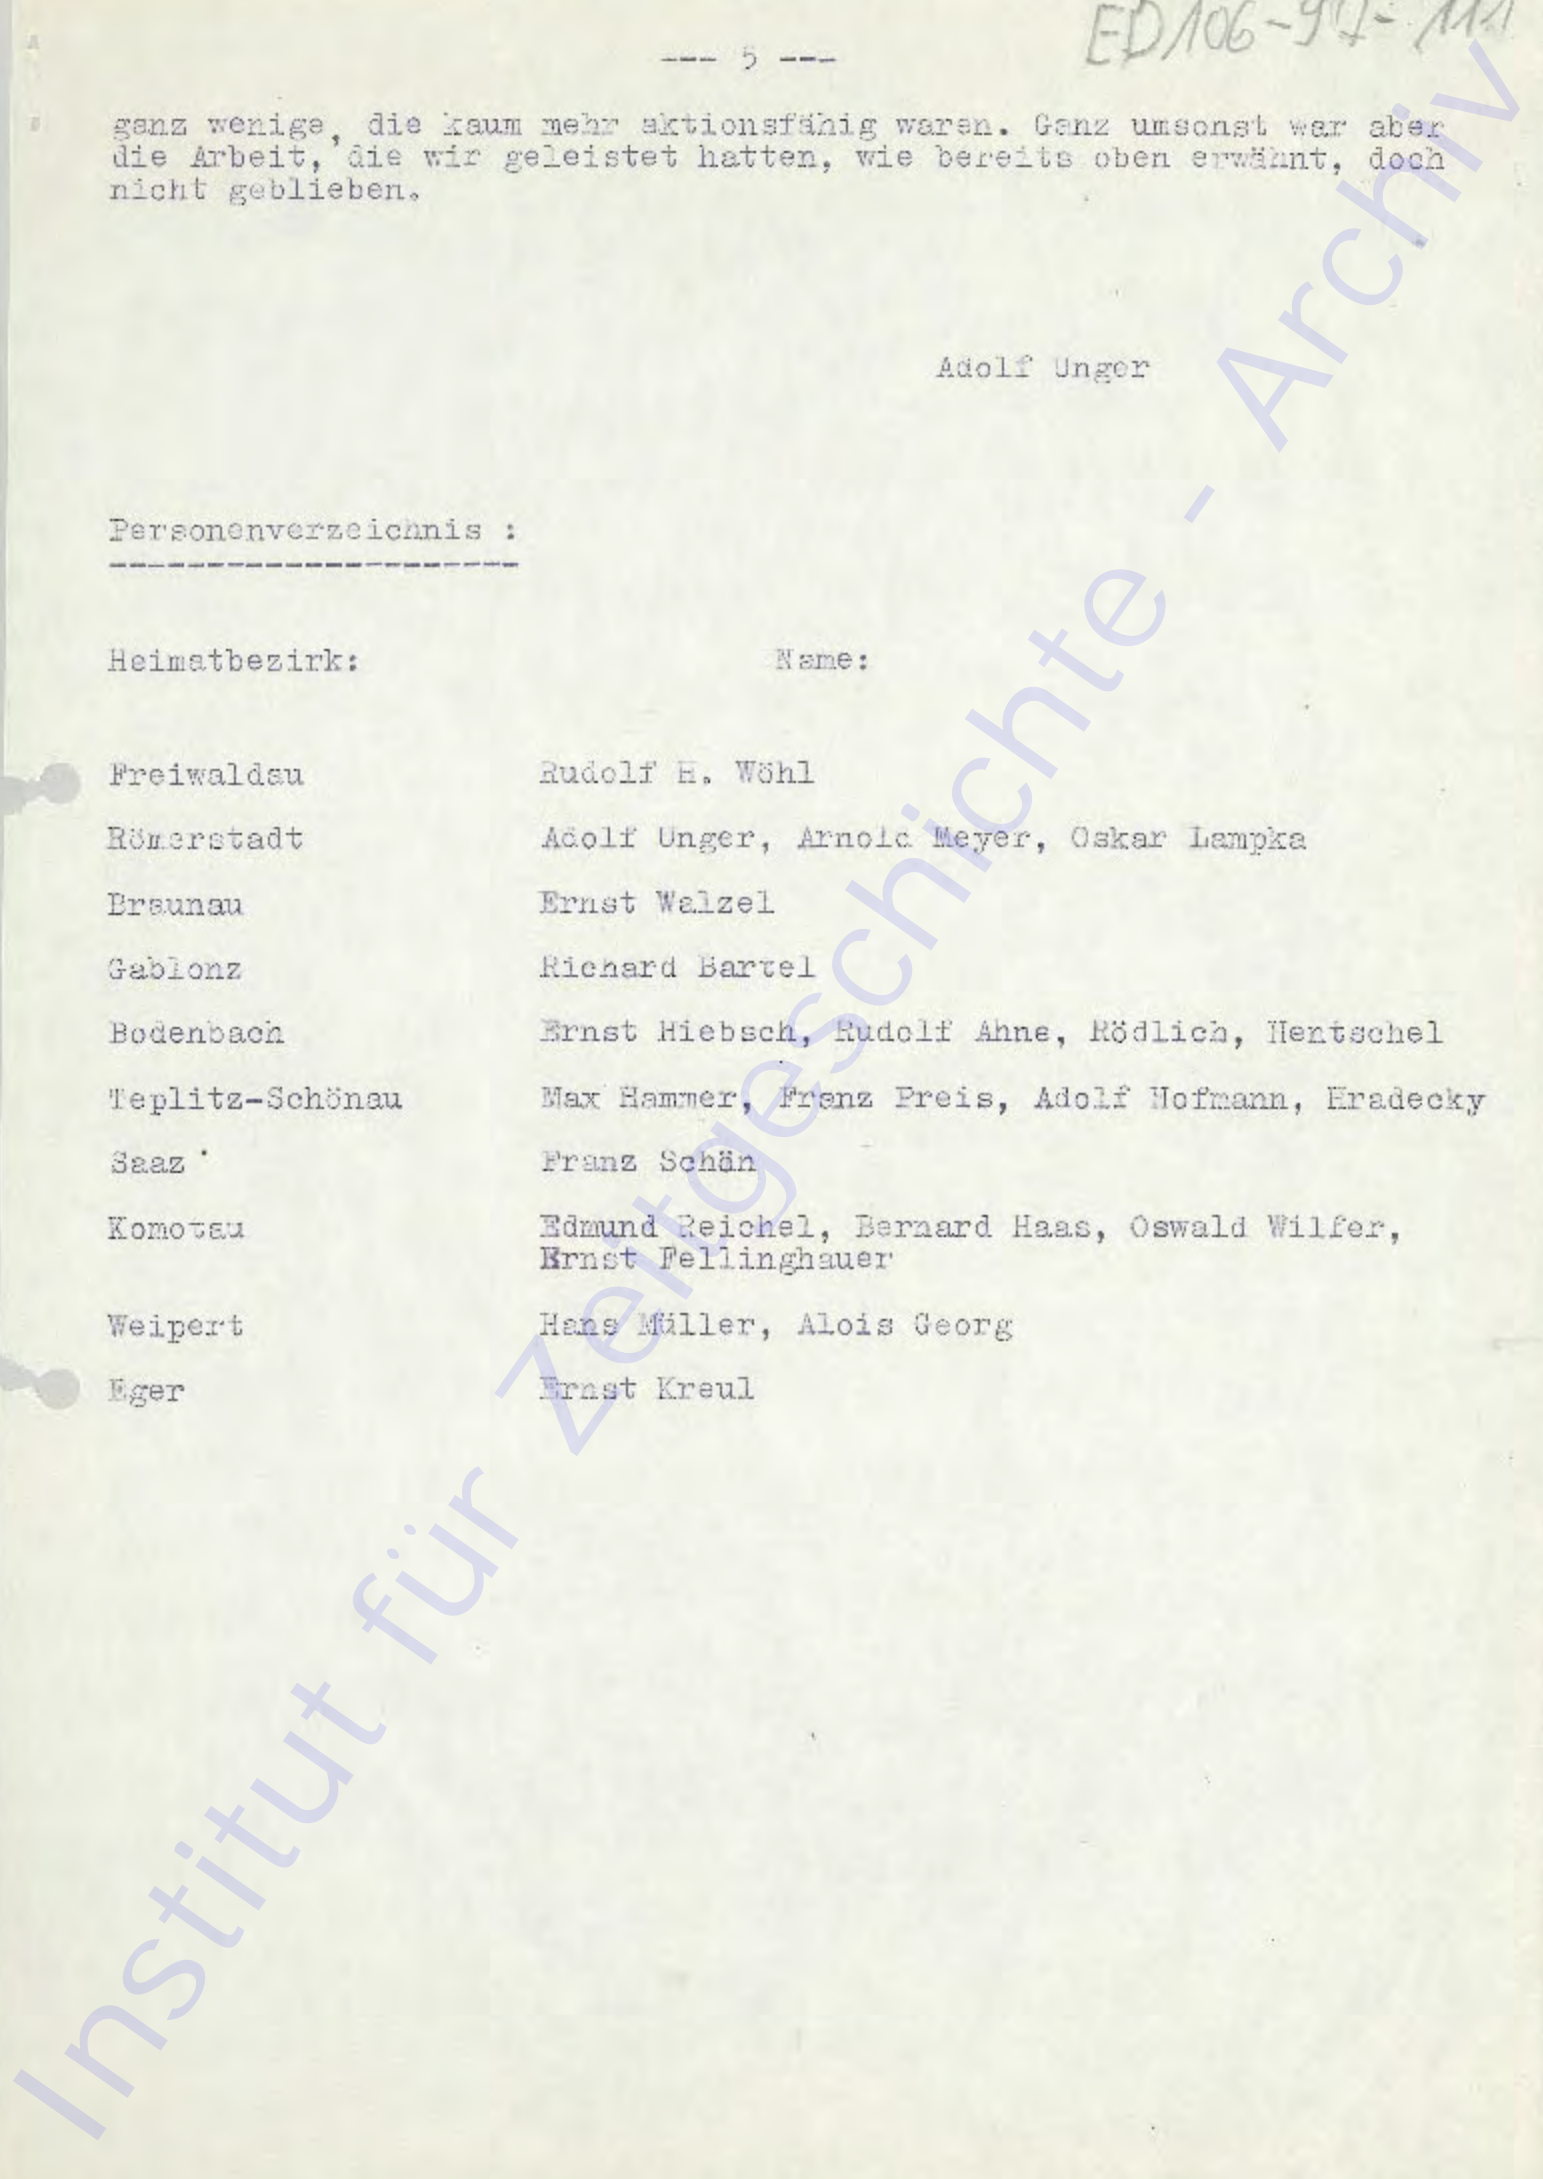 ED106-97-111
--- 5 ---
ganz wenige, die kaum mehr aktionsfähig waren. Ganz umsonst war aber
die Arbeit, die wir geleistet hatten, wie bereits oben erwähnt, doch
nicht geblieben.
Adolf Unger
Personenverzeichnis :
Heimatbezirk: Name:
Freiwaldau Rudolf H. Wöhl
Römerstadt Adolf Unger, Arnold Meyer, Oskar Lampka
Braunau Ernst Walzel
Gablonz Richard Bartel
Bodenbach Ernst Hiebsch, Rudolf Ahne, Rödlich, Hentschel
Teplitz-Schönau Max Hammer, Franz Preis, Adolf Hofmann, Hradecky
Saaz Franz Schän
Komotau Edmund Reichel, Bernard Haas, Oswald Wilfer,
Ernst Fellinghauer
Weipert Hans Müller, Alois Georg
Eger Ernst Kreul
Institut für Zeitgeschichte - Archiv